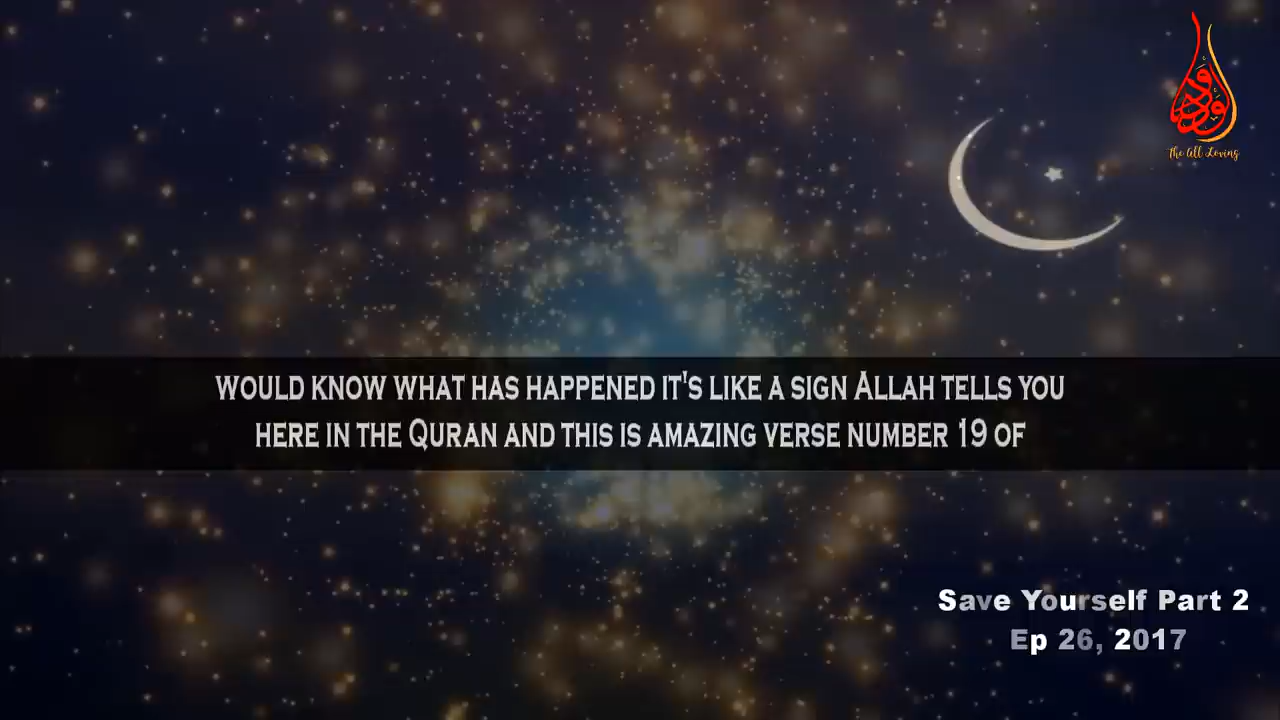 الودود
The All Loving
WOULD KNOW WHAT HAS HAPPENED IT'S LIKE A SIGN ALLAH TELLS YOU
HERE IN THE QURAN AND THIS IS AMAZING VERSE NUMBER 19 OF
Save Yourself Part 2
Ep 26, 2017